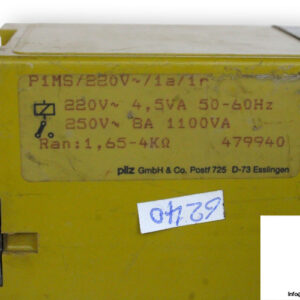 P1MS/220V~/1a/1r
220V~ 4,5VA 50-60Hz
250V~ 8A 1100VA
Ran:1,65-4KΩ 479940
pilz GmbH & Co. Postf 725 D-73 Esslingen
6240